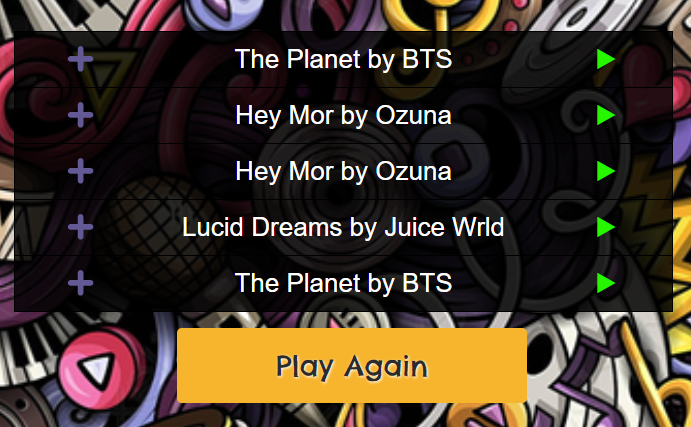 The Planet by BTS
Hey Mor by Ozuna
Hey Mor by Ozuna
Lucid Dreams by Juice Wrld
The Planet by BTS
Play Again